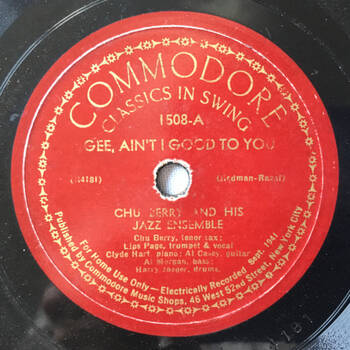 COMMODORE
CLASSICS IN SWING
1508-A
GEE, AIN'T I GOOD TO YOU
(R4181) (Redman-Razaf)
CHU BERRY AND HIS
JAZZ ENSEMBLE
Chu Berry, tenor sax;
Lips Page, trumpet & vocal
Clyde Hart, piano; Al Casey, guitar
Al Morgan, bass;
Harry Jaeger, drums.
For Home Use Only—Electrically Recorded Sept. 1941
Published by Commodore Music Shops, 46 West 52nd Street, New York City